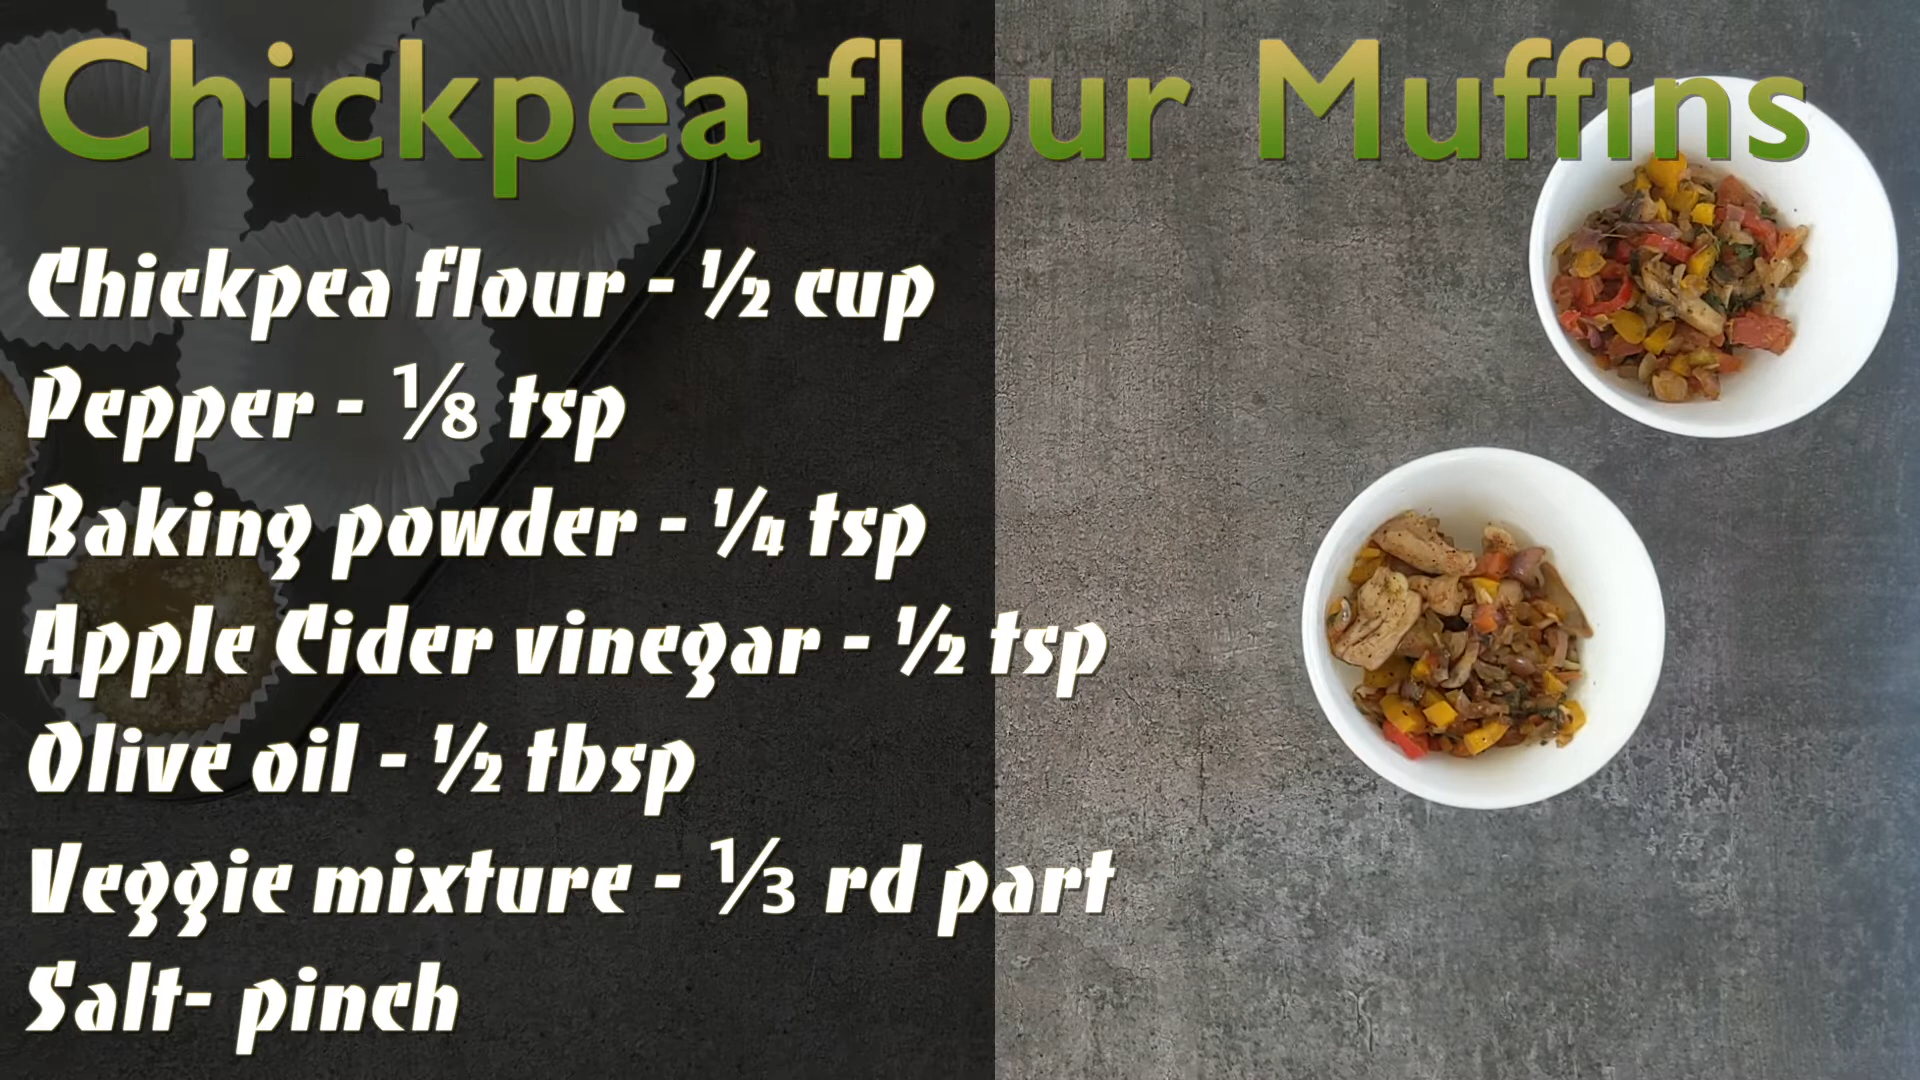 Chickpea flour Muffins
Chickpea flour - ½ cup
Pepper - ⅛ tsp
Baking powder - ¼ tsp
Apple Cider vinegar - ½ tsp
Olive oil - ½ tbsp
Veggie mixture - ⅓ rd part
Salt- pinch